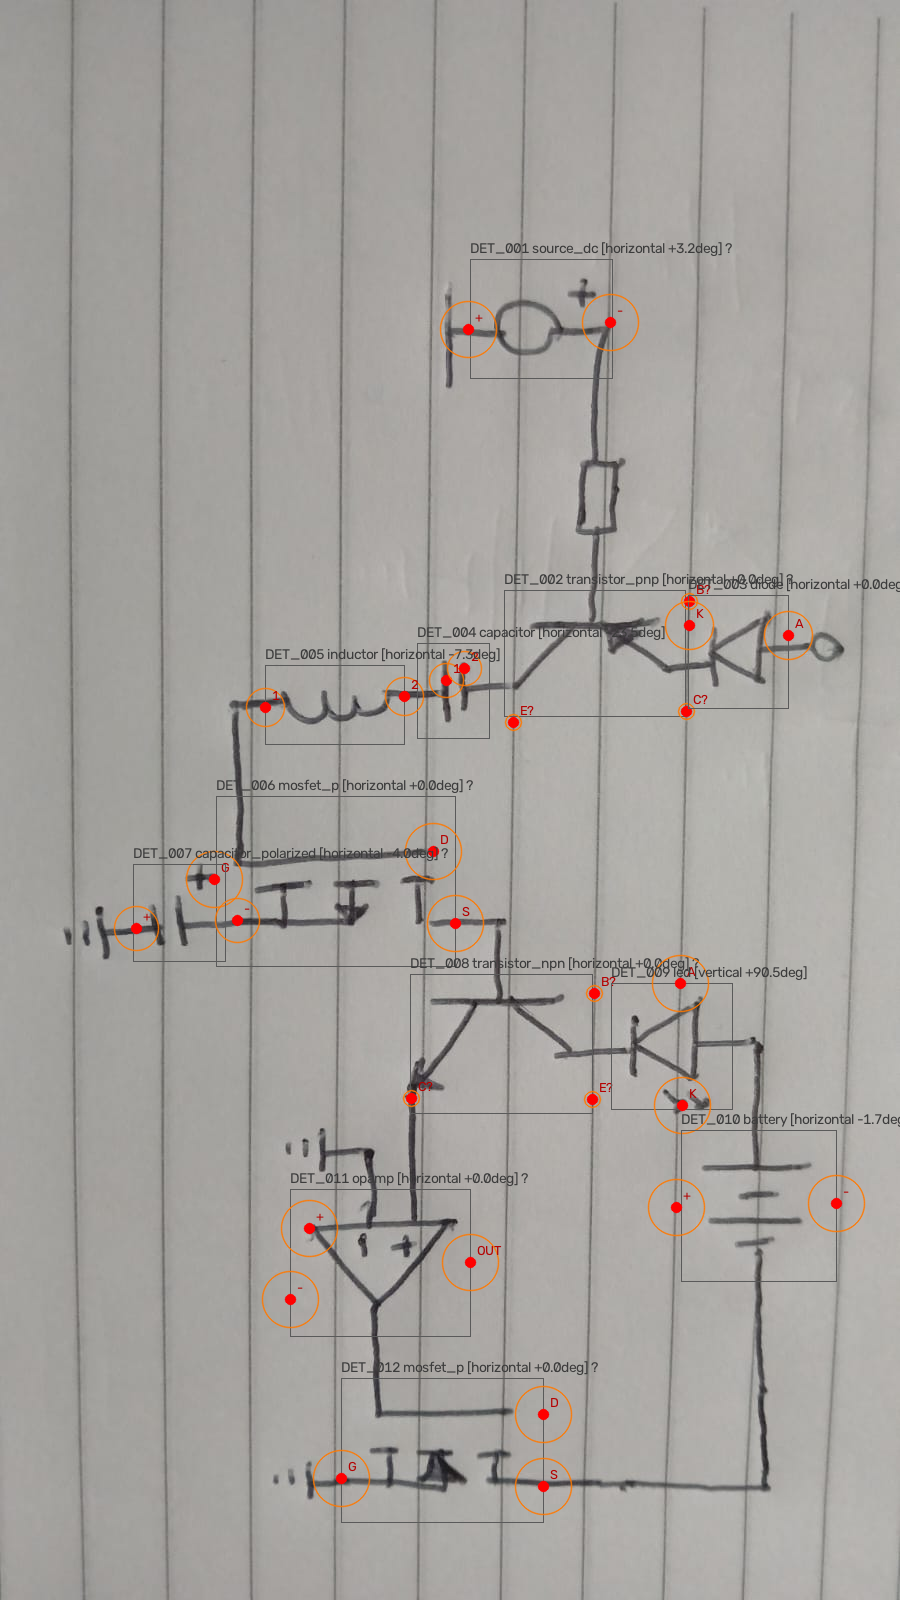 DET_001 source_dc [horizontal +3.2deg] ?
+
+ -
DET_002 transistor_pnp [horizontal +0.0deg] ?
DET_003 diode [horizontal +0.0deg
B?
K A
DET_004 capacitor [horizontal
DET_005 inductor [horizontal -7.3deg]
1 2 1 2
C?
E?
DET_006 mosfet_p [horizontal +0.0deg] ?
D
DET_007 capacitor_polarized [horizontal -4.0deg] ?
+ G
+ - S
DET_008 transistor_npn [horizontal +0.0deg] ?
DET_009 led [vertical +90.5deg]
B? A
C? E? K
DET_010 battery [horizontal -1.7deg
DET_011 opamp [horizontal +0.0deg] ?
+ -
+
- +
OUT
-
DET_012 mosfet_p [horizontal +0.0deg] ?
D
G S